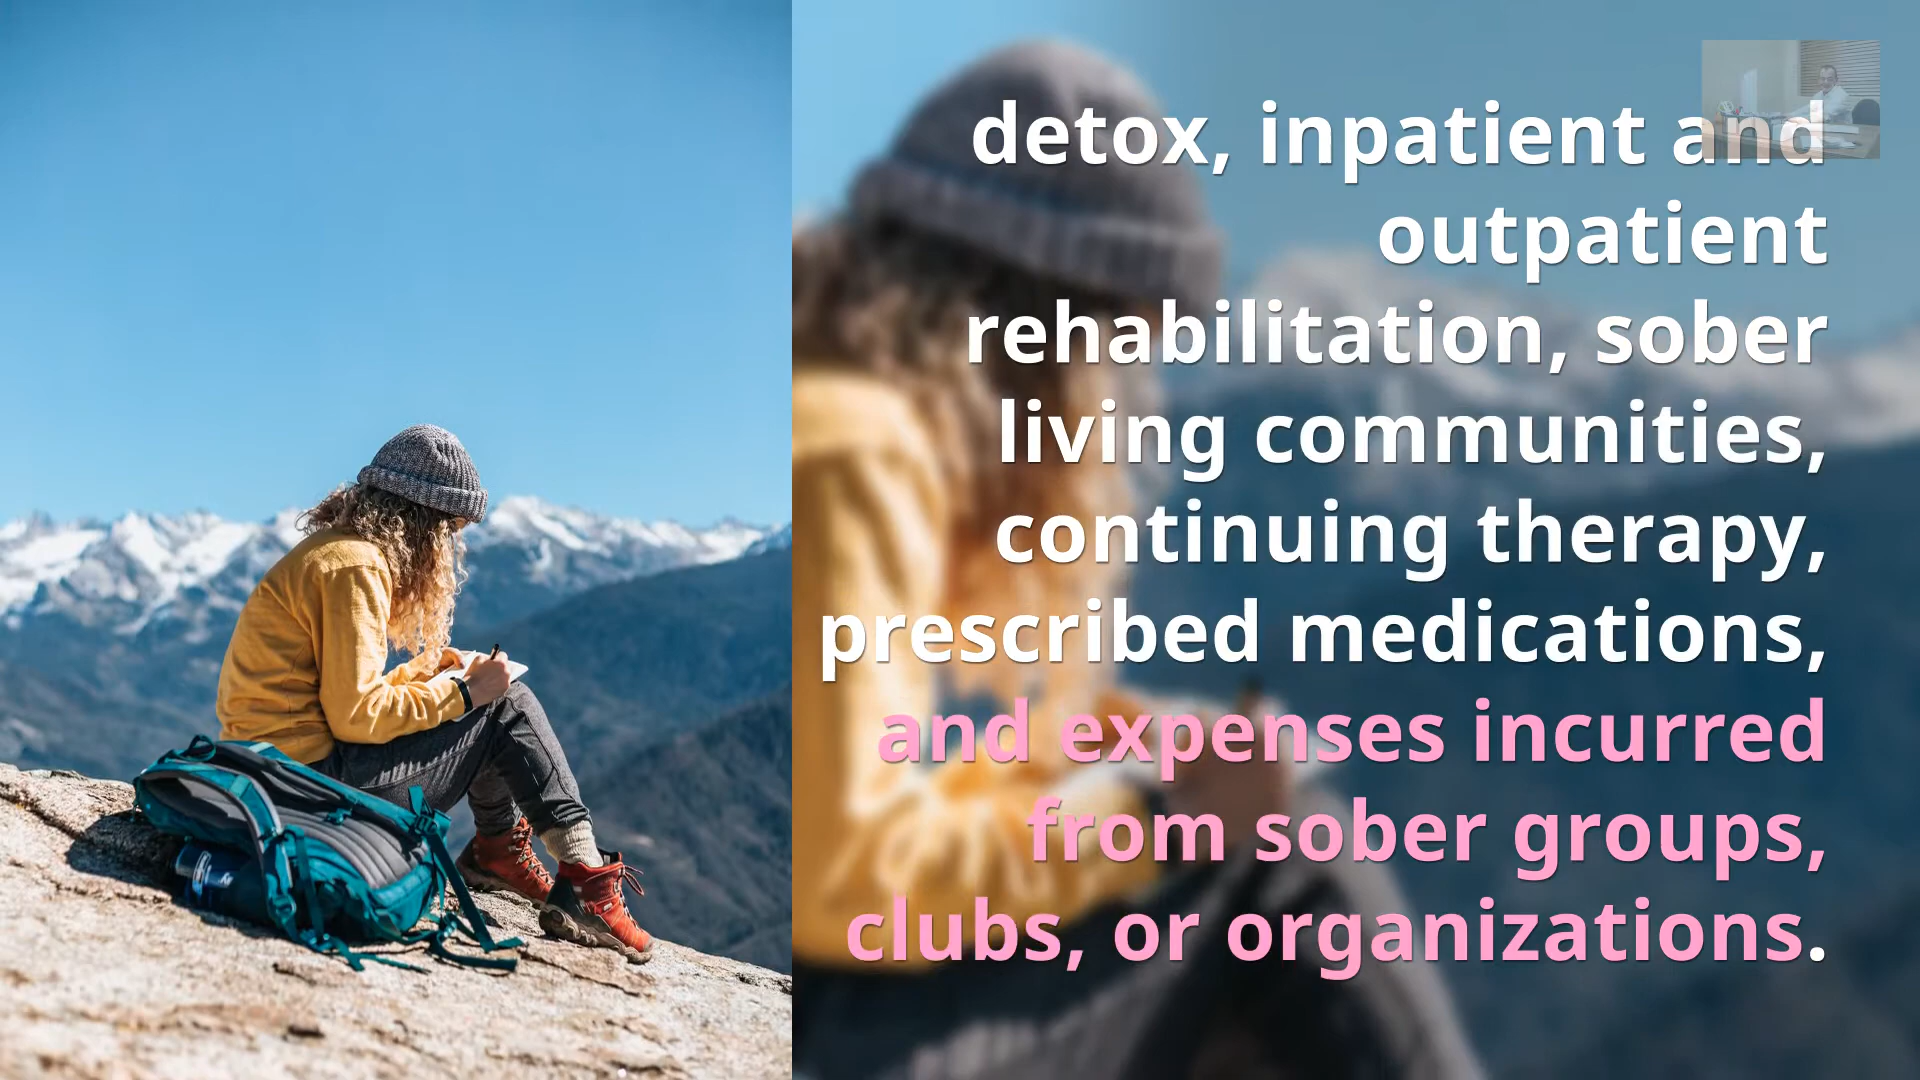 detox, inpatient and
outpatient
rehabilitation, sober
living communities,
continuing therapy,
prescribed medications,
and expenses incurred
from sober groups,
clubs, or organizations.